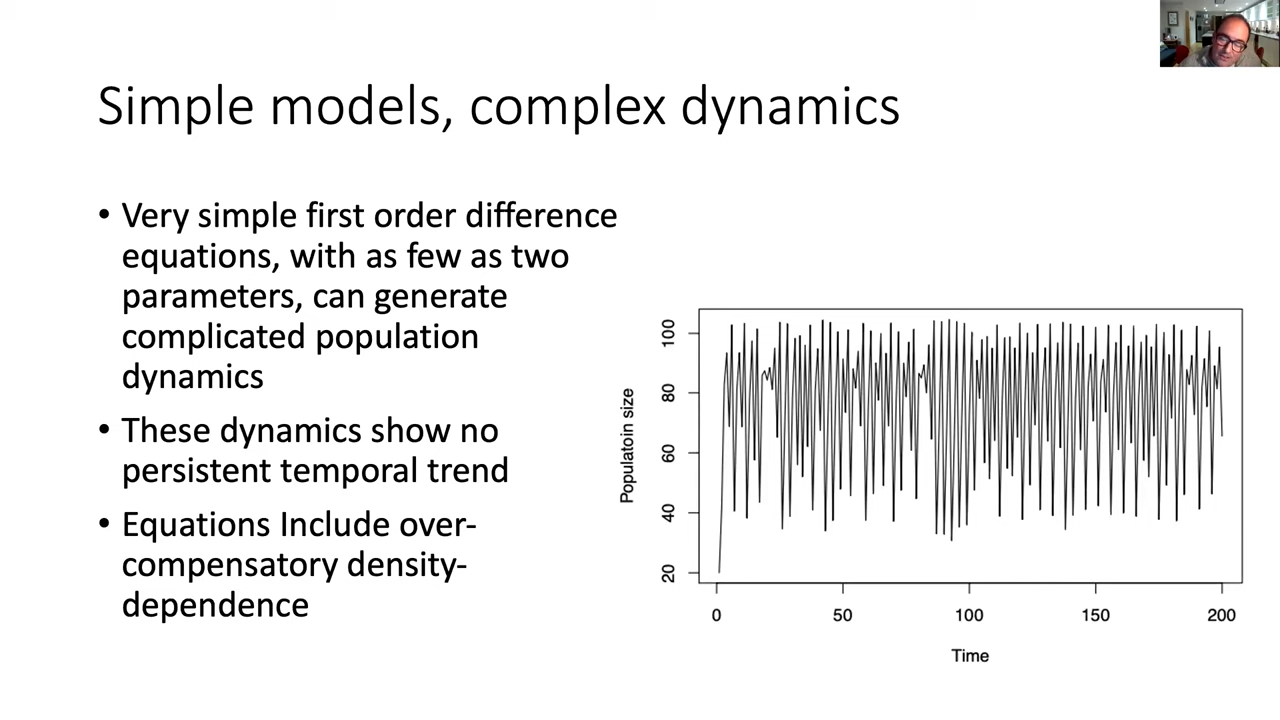 Simple models, complex dynamics
• Very simple first order difference
equations, with as few as two
parameters, can generate
complicated population
dynamics
• These dynamics show no
persistent temporal trend
• Equations Include over-
compensatory density-
dependence
Populatoin size
100
80
60
40
20
0 50 100 150 200
Time